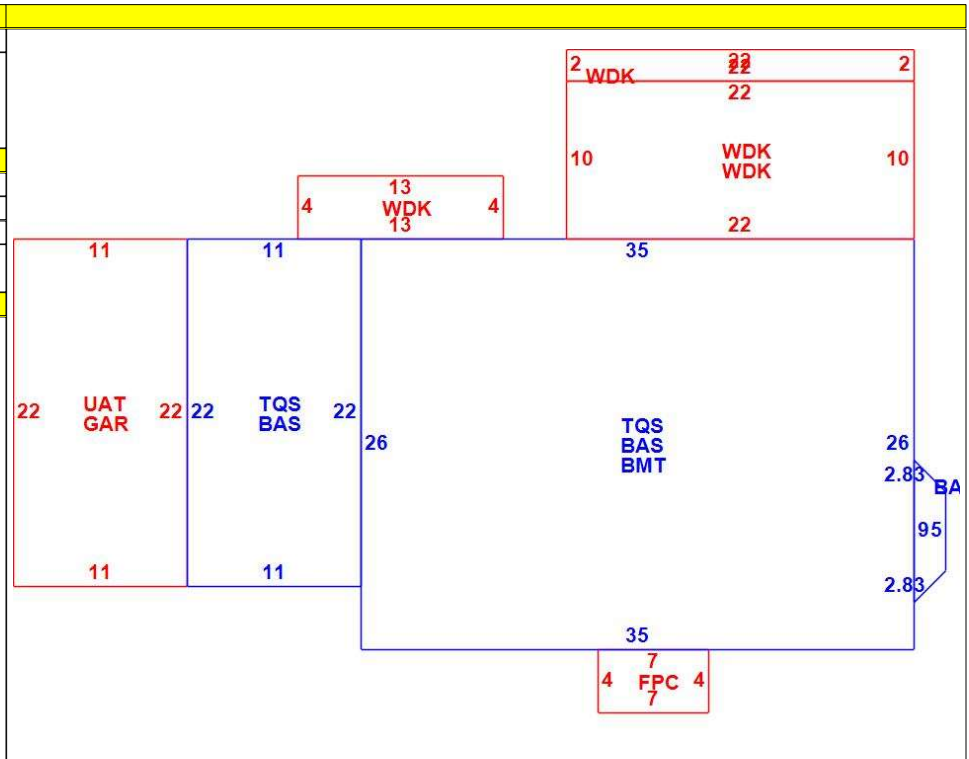 2 22 2
22
WDK
22
10 WDK 10
WDK
22
13
4 WDK 4
13
11 11 35
22 UAT 22 22 TQS 22
GAR BAS
26 TQS 26
BAS
BMT
2.83
BA
95
2.83
11 11
35
7
4 FPC 4
7